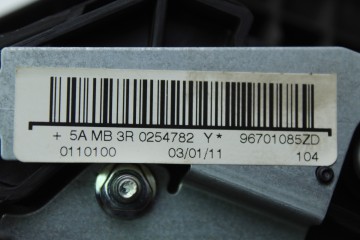 + 5A MB 3R 0254782 Y* 96701085ZD
0110100 03/01/11 104